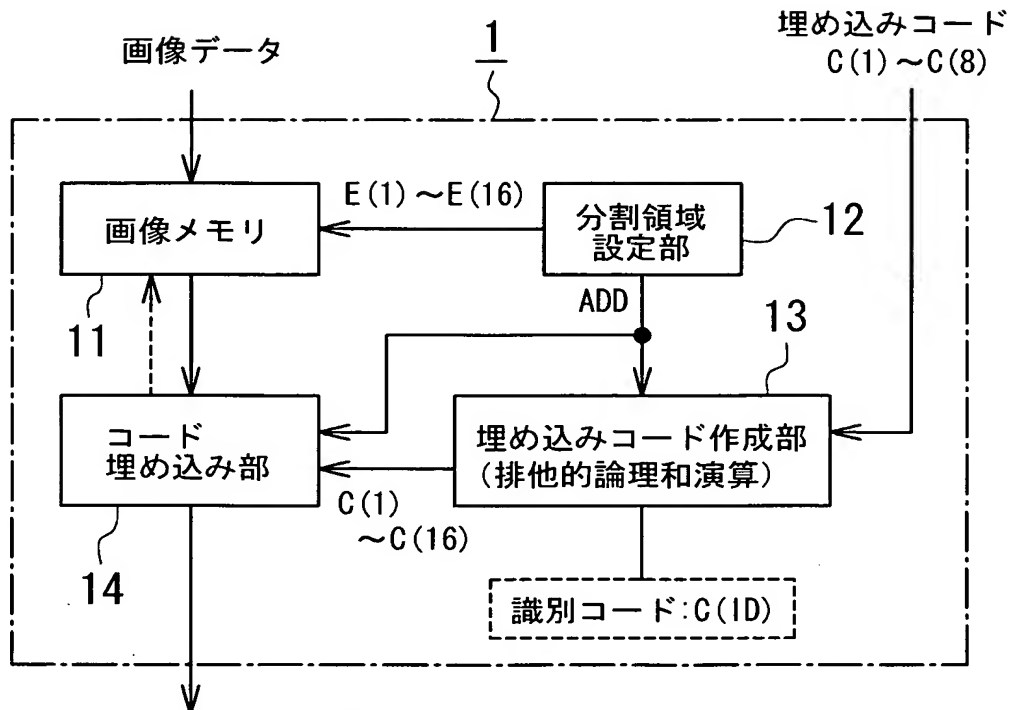 画像データ
1
埋め込みコード
C(1)～C(8)
E(1)～E(16)
画像メモリ
分割領域
設定部
12
11
ADD
13
コード
埋め込み部
埋め込みコード作成部
(排他的論理和演算)
C(1)
～C(16)
14
識別コード:C(ID)